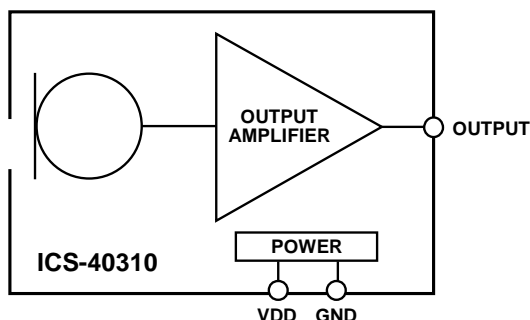 OUTPUT
AMPLIFIER
OUTPUT
POWER
ICS-40310
VDD GND